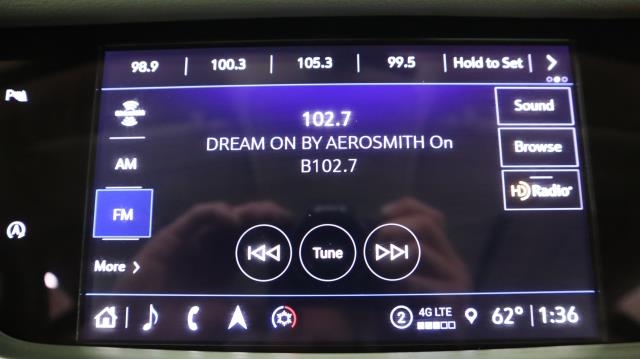 98.9 100.3 105.3 99.5 Hold to Set
102.7
DREAM ON BY AEROSMITH On
B102.7
Sound
Browse
HD Radio
AM
FM
Tune
More
2 4G LTE 62° 1:36